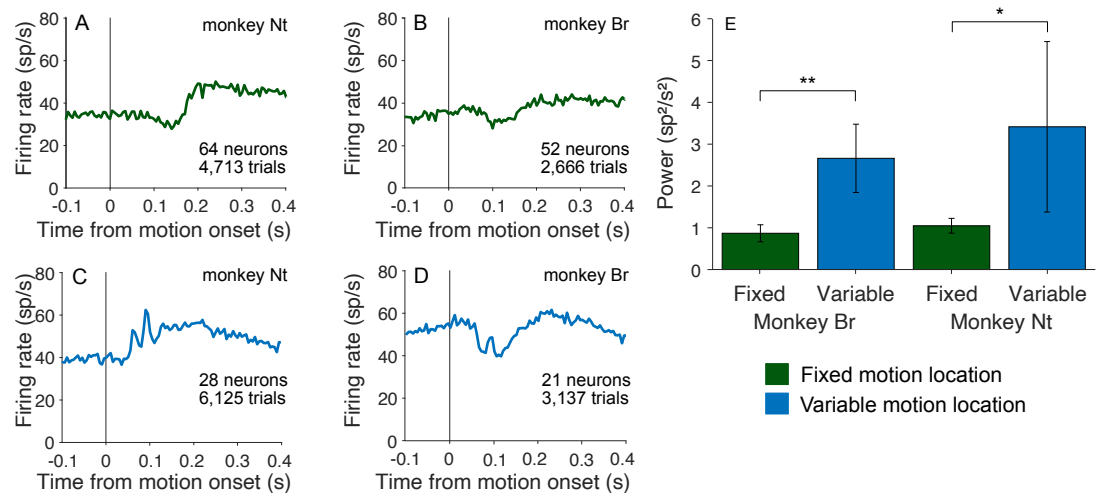 A
monkey Nt
Firing rate (sp/s)
80
60
40
20
0
64 neurons
4,713 trials
-0.1 0 0.1 0.2 0.3 0.4
Time from motion onset (s)
B
monkey Br
Firing rate (sp/s)
80
60
40
20
0
52 neurons
2,666 trials
-0.1 0 0.1 0.2 0.3 0.4
Time from motion onset (s)
C
monkey Nt
Firing rate (sp/s)
80
60
40
20
0
28 neurons
6,125 trials
-0.1 0 0.1 0.2 0.3 0.4
Time from motion onset (s)
D
monkey Br
Firing rate (sp/s)
80
60
40
20
0
21 neurons
3,137 trials
-0.1 0 0.1 0.2 0.3 0.4
Time from motion onset (s)
E
Power (sp²/s²)
6
5
4
3
2
1
0
**
*
Fixed Variable Fixed Variable
Monkey Br Monkey Nt
Fixed motion location
Variable motion location